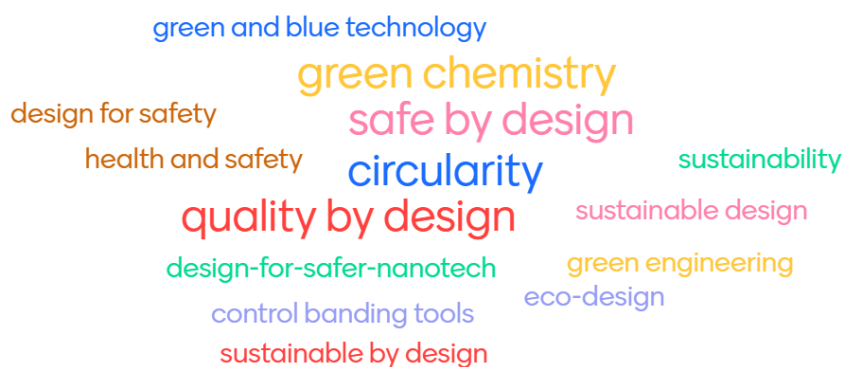 green and blue technology
green chemistry
design for safety
safe by design
health and safety
circularity
sustainability
quality by design
sustainable design
design-for-safer-nanotech
green engineering
eco-design
control banding tools
sustainable by design